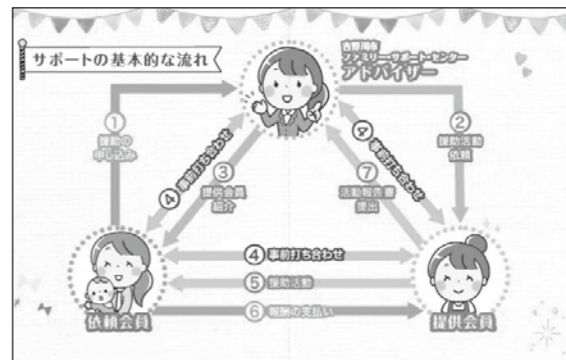 サポートの基本的な流れ
吉野川市
ファミリー・サポート・センター
アドバイザー
①
援助の
申し込み
②
援助活動
依頼
③
提供会員
紹介
④事前打ち合わせ
④事前打ち合わせ
⑦
活動報告書
提出
④事前打ち合わせ
⑤援助活動
⑥報酬の支払い
依頼会員
提供会員